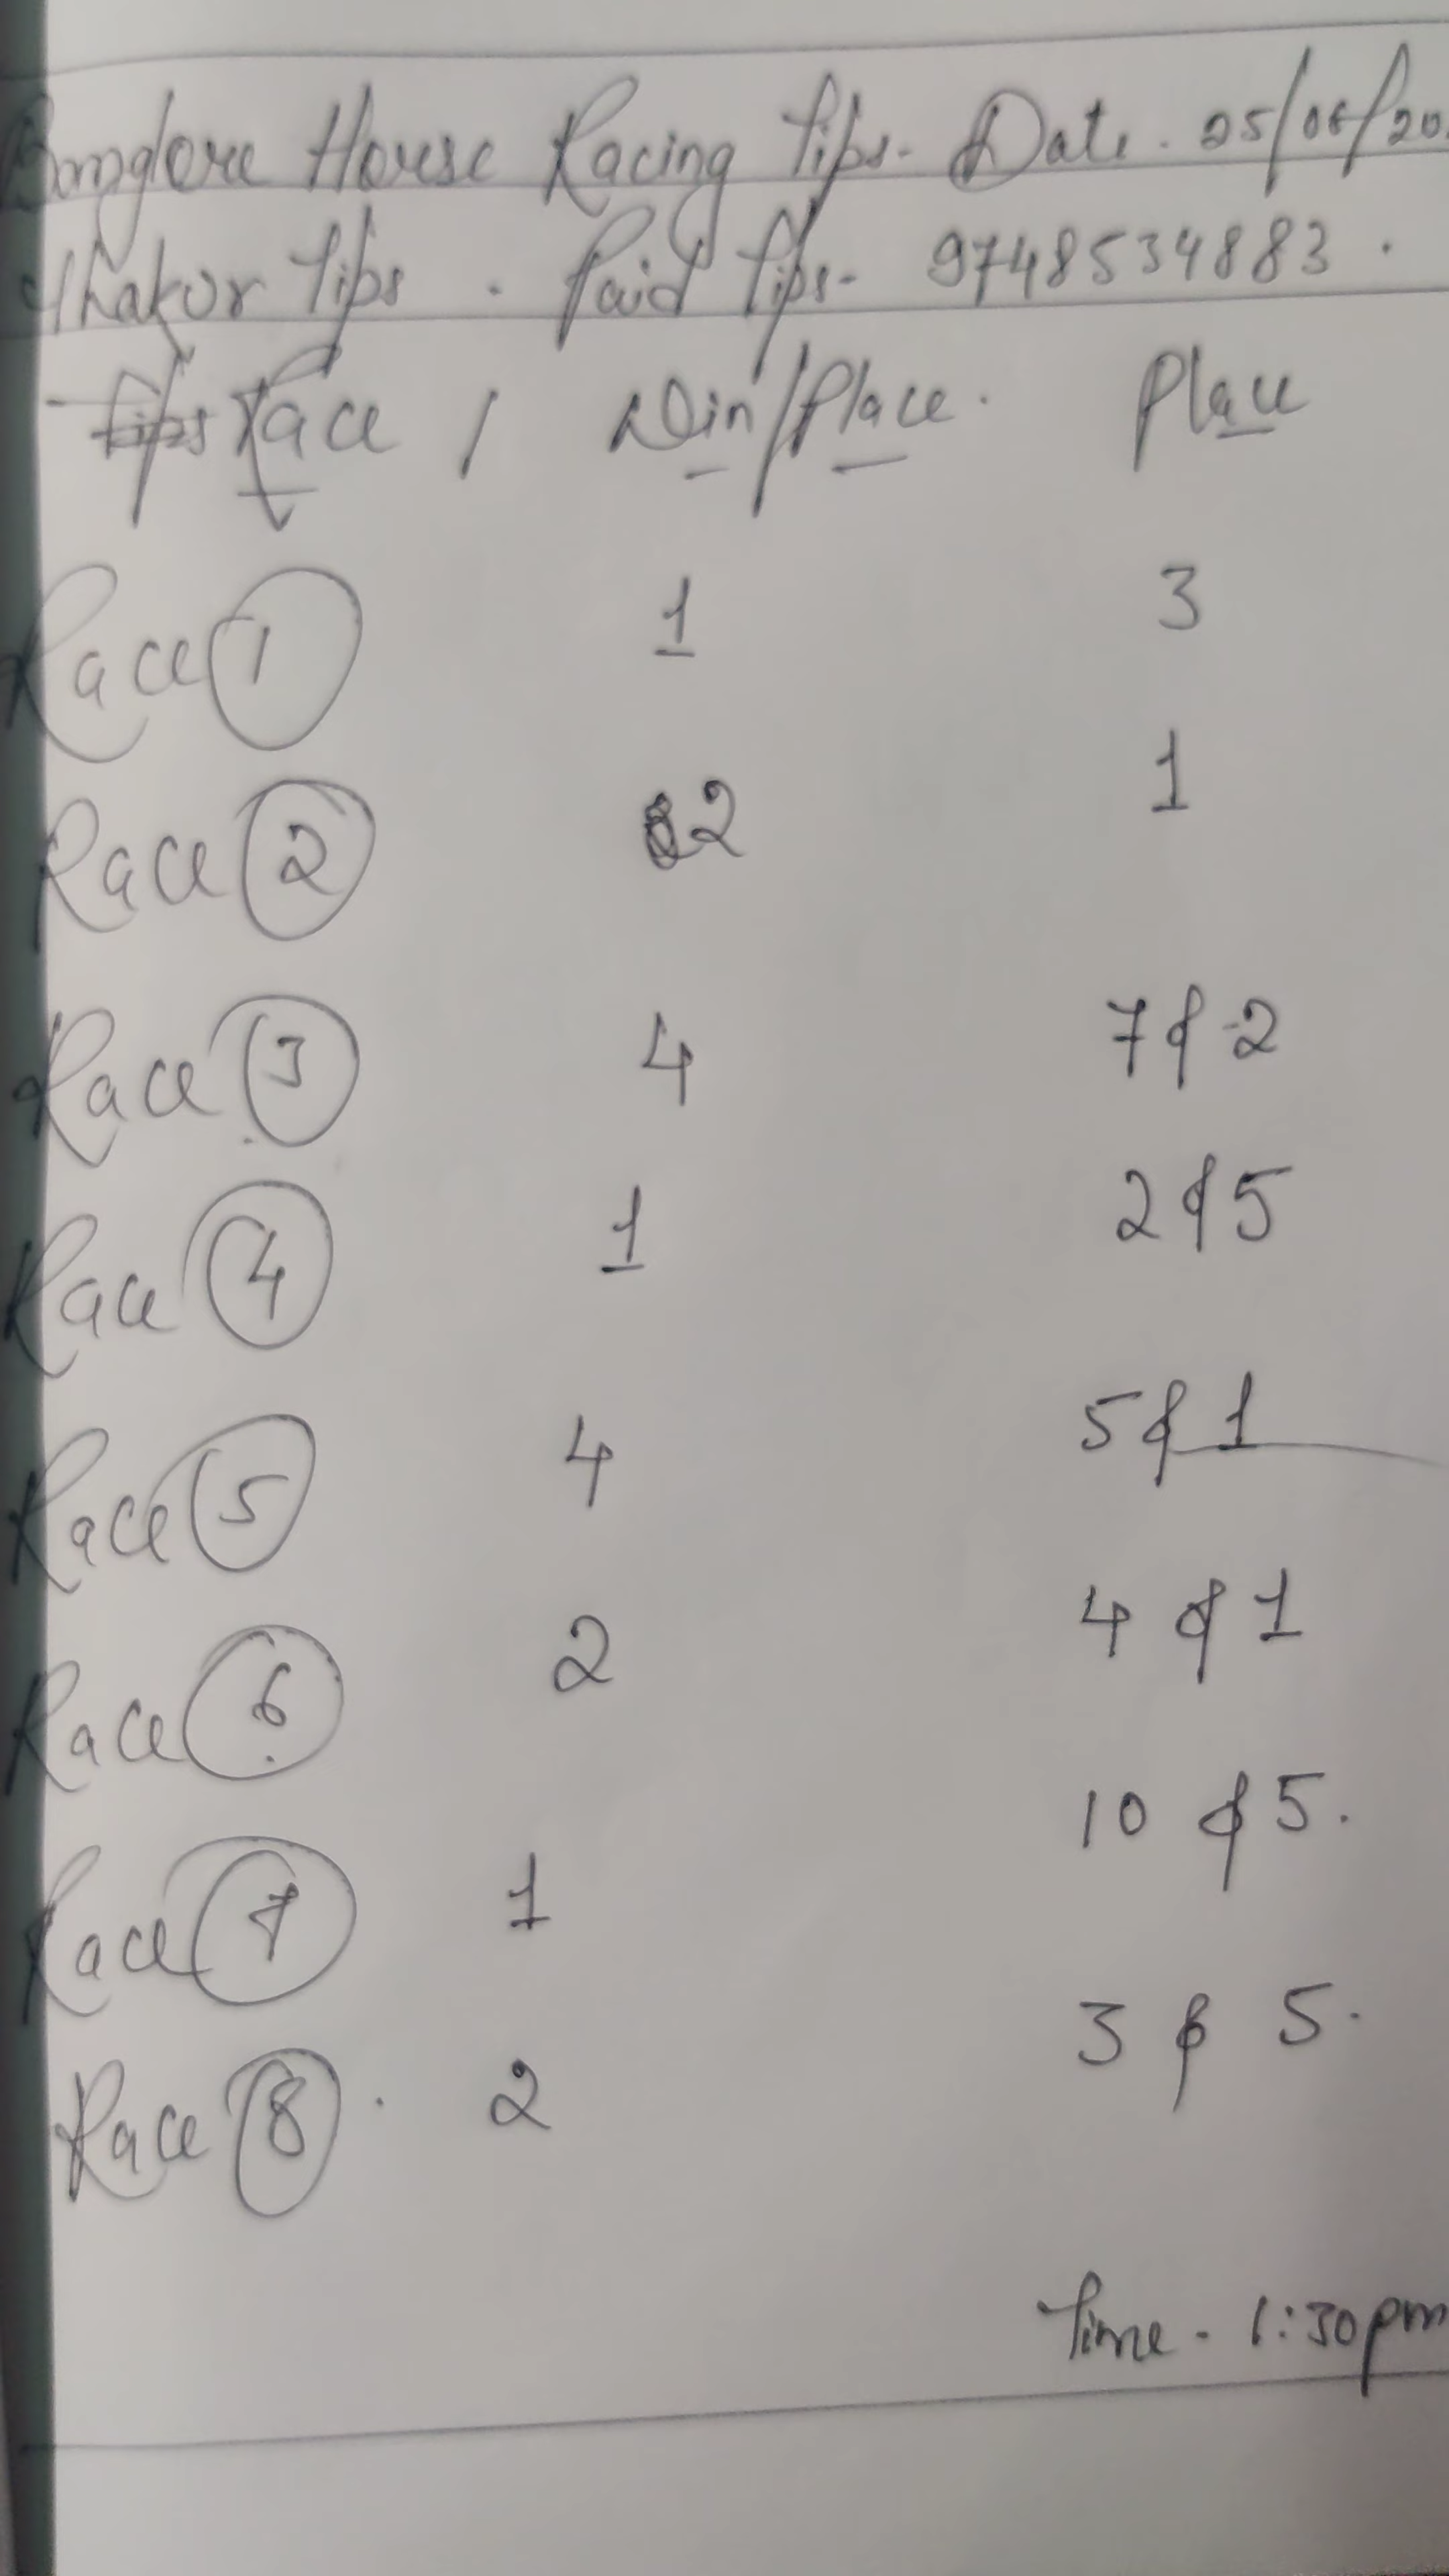 Banglore Horse Racing Tips. Date. 25/06/20
Thakur Tips. Paid Tips- 9748534883.
Race / Win/Place. Place
Race 1 1 3
Race 2 2 1
Race 3 4 7 & 2
Race 4 1 2 & 5
Race 5 4 5 & 1
Race 6 2 4 & 1
Race 7 1 10 & 5.
Race 8. 2 3 & 5.
Time - 1:30pm